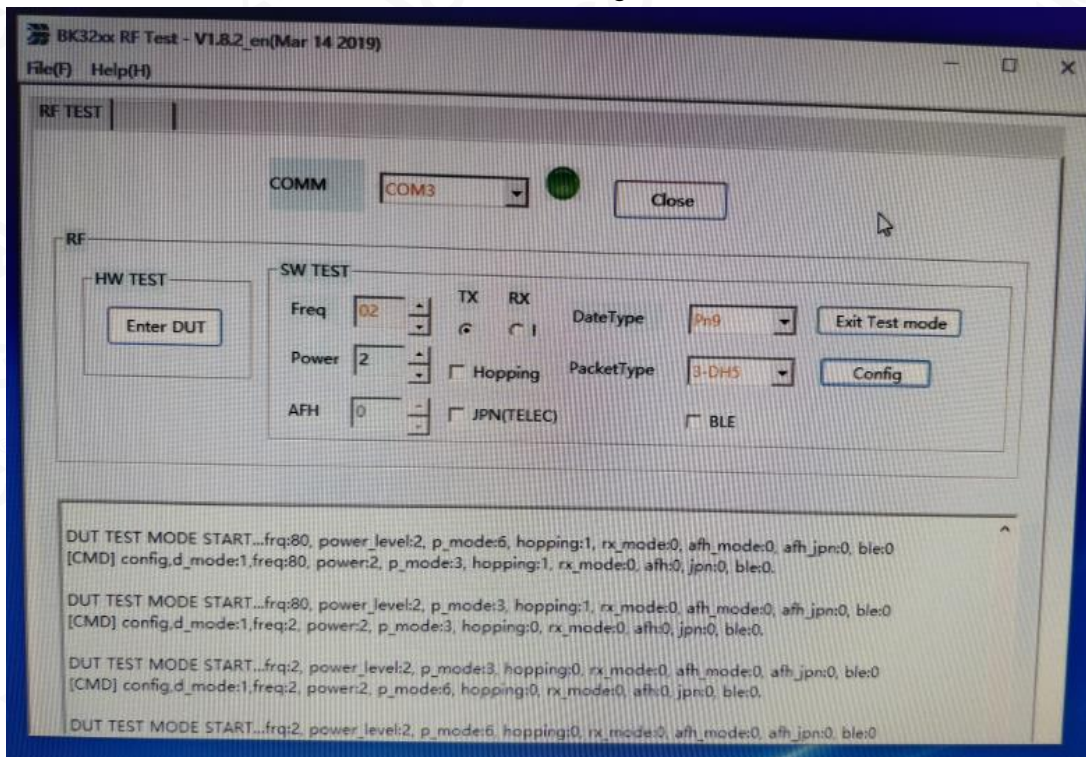 BK32xx RF Test - V1.8.2_en(Mar 14 2019)
File(F) Help(H)
RF TEST
COMM COM3 Close
RF
HW TEST
Enter DUT
SW TEST
Freq 02 TX RX DateType Pn9 Exit Test mode
Power 2 Hopping PacketType 3-DH5 Config
AFH 0 JPN(TELEC) BLE
DUT TEST MODE START...frq:80, power_level:2, p_mode:6, hopping:1, rx_mode:0, afh_mode:0, afh_jpn:0, ble:0
[CMD] config,d_mode:1,freq:80, power:2, p_mode:3, hopping:1, rx_mode:0, afh:0, jpn:0, ble:0.
DUT TEST MODE START...frq:80, power_level:2, p_mode:3, hopping:1, rx_mode:0, afh_mode:0, afh_jpn:0, ble:0
[CMD] config,d_mode:1,freq:2, power:2, p_mode:3, hopping:0, rx_mode:0, afh:0, jpn:0, ble:0.
DUT TEST MODE START...frq:2, power_level:2, p_mode:3, hopping:0, rx_mode:0, afh_mode:0, afh_jpn:0, ble:0
[CMD] config,d_mode:1,freq:2, power:2, p_mode:6, hopping:0, rx_mode:0, afh:0, jpn:0, ble:0.
DUT TEST MODE START...frq:2, power_level:2, p_mode:6, hopping:0, rx_mode:0, afh_mode:0, afh_jpn:0, ble:0